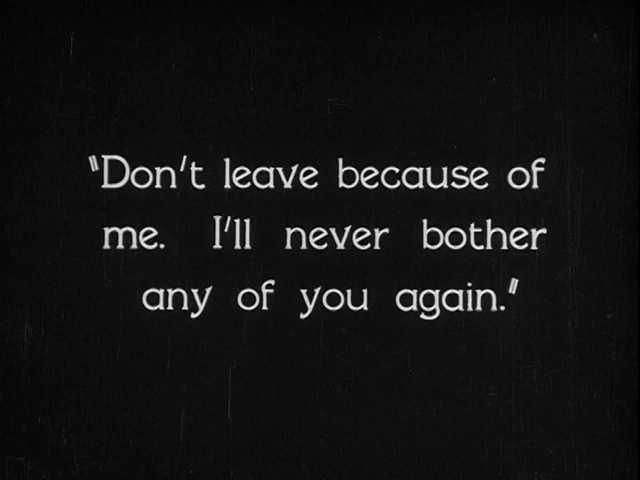 "Don't leave because of
me. I'll never bother
any of you again."